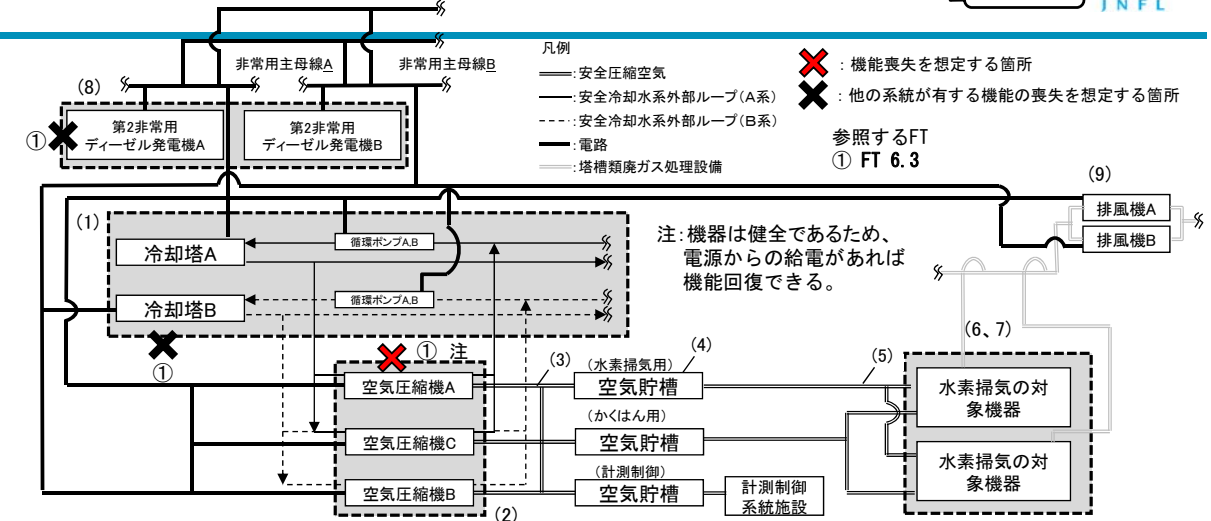 JNFL
非常用主母線A
非常用主母線B
(8)
第2非常用
ディーゼル発電機A
第2非常用
ディーゼル発電機B
①
凡例
:安全圧縮空気
:安全冷却水系外部ループ(A系)
:安全冷却水系外部ループ(B系)
:電路
:塔槽類廃ガス処理設備
:機能喪失を想定する箇所
:他の系統が有する機能の喪失を想定する箇所
参照するFT
① FT 6.3
(9)
排風機A
排風機B
(1)
冷却塔A
循環ポンプA,B
冷却塔B
循環ポンプA,B
①
注:機器は健全であるため、
電源からの給電があれば
機能回復できる。
① 注
(2)
空気圧縮機A
空気圧縮機C
空気圧縮機B
(3)
(水素掃気用)
(4)
空気貯槽
(かくはん用)
空気貯槽
(計測制御)
空気貯槽
計測制御
系統施設
(5)
(6、7)
水素掃気の対
象機器
水素掃気の対
象機器